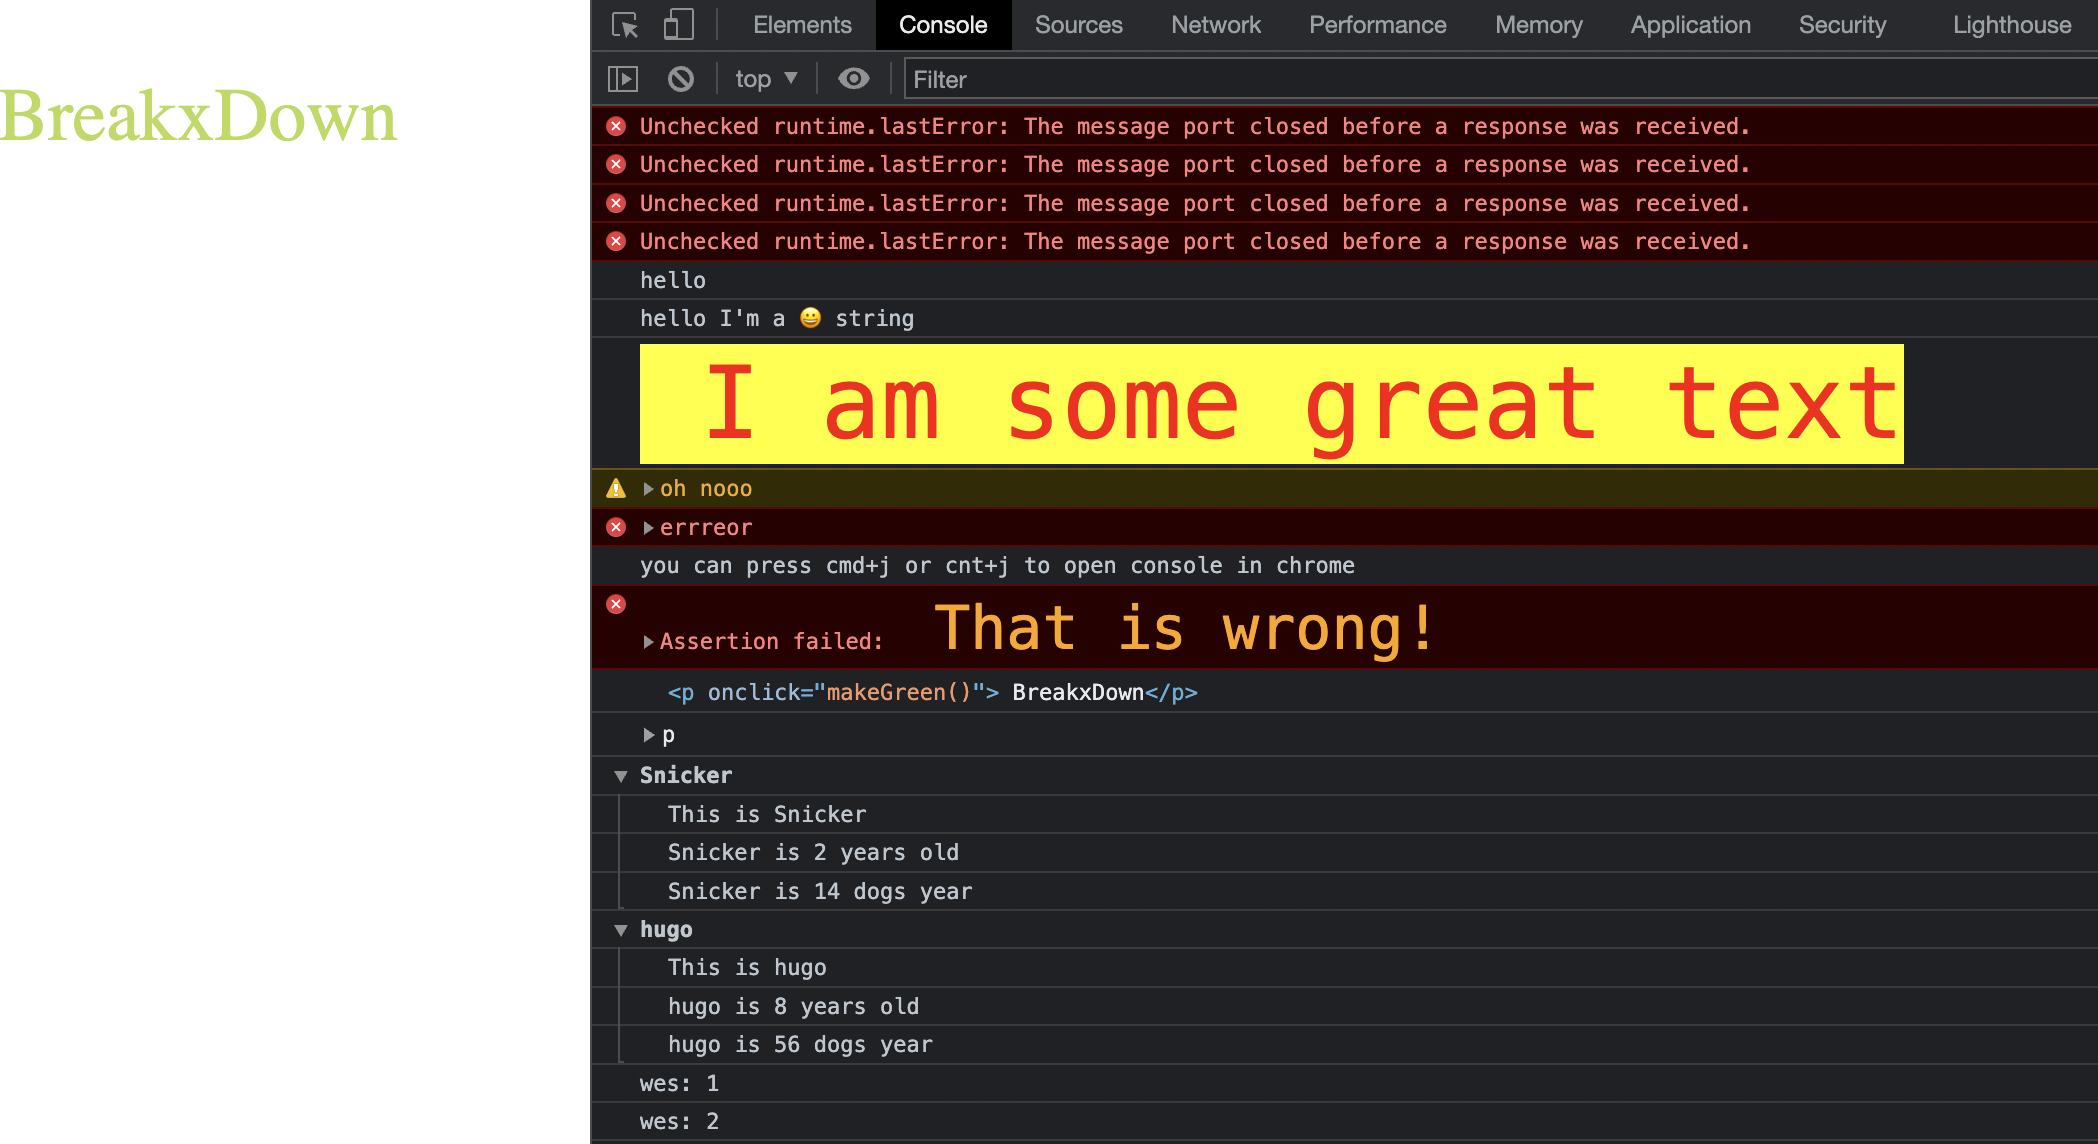 BreakxDown
Elements Console Sources Network Performance Memory Application Security Lighthouse
top Filter
Unchecked runtime.lastError: The message port closed before a response was received.
Unchecked runtime.lastError: The message port closed before a response was received.
Unchecked runtime.lastError: The message port closed before a response was received.
Unchecked runtime.lastError: The message port closed before a response was received.
hello
hello I'm a 😀 string
I am some great text
oh nooo
errreor
you can press cmd+j or cnt+j to open console in chrome
Assertion failed: That is wrong!
<p onclick="makeGreen()"> BreakxDown</p>
p
Snicker
This is Snicker
Snicker is 2 years old
Snicker is 14 dogs year
hugo
This is hugo
hugo is 8 years old
hugo is 56 dogs year
wes: 1
wes: 2